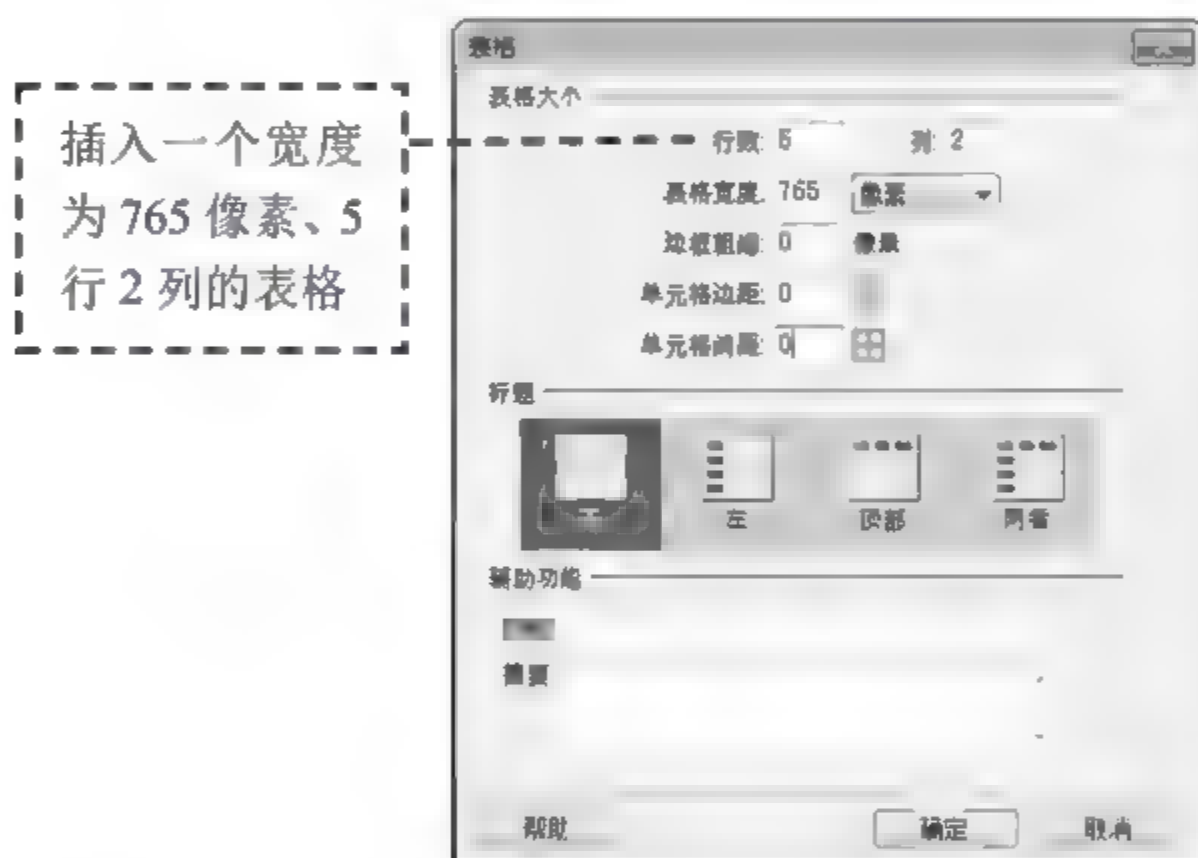 插入一个宽度
为 765 像素、5
行 2 列的表格
表格
表格大小
行数: 5 列: 2
表格宽度: 765 像素
边框粗细: 0 像素
单元格边距: 0
单元格间距: 0
左 顶部 两者
辅助功能
摘要
帮助 确定 取消